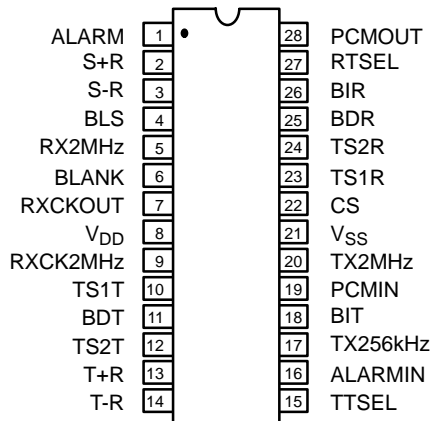 ALARM 1 28 PCMOUT
S+R 2 27 RTSEL
S-R 3 26 BIR
BLS 4 25 BDR
RX2MHz 5 24 TS2R
BLANK 6 23 TS1R
RXCKOUT 7 22 CS
VDD 8 21 VSS
RXCK2MHz 9 20 TX2MHz
TS1T 10 19 PCMIN
BDT 11 18 BIT
TS2T 12 17 TX256kHz
T+R 13 16 ALARMIN
T-R 14 15 TTSEL